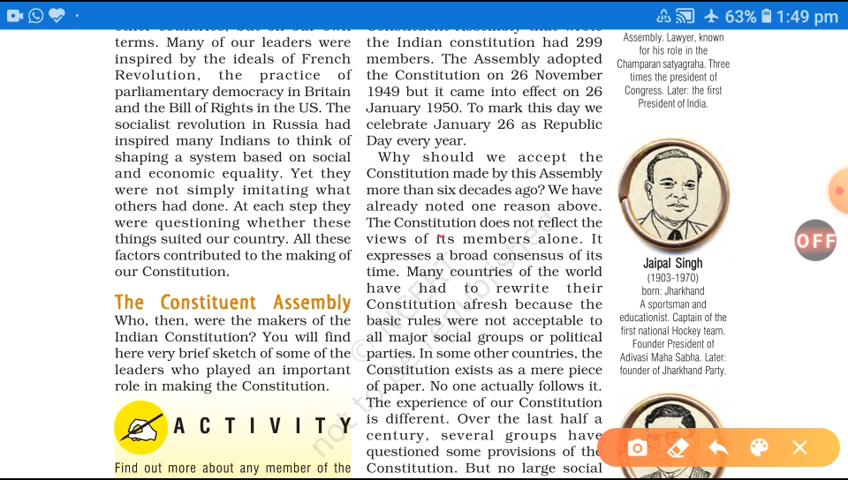 63% 1:49 pm
other countries, but on our own
terms. Many of our leaders were
inspired by the ideals of French
Revolution, the practice of
parliamentary democracy in Britain
and the Bill of Rights in the US. The
socialist revolution in Russia had
inspired many Indians to think of
shaping a system based on social
and economic equality. Yet they
were not simply imitating what
others had done. At each step they
were questioning whether these
things suited our country. All these
factors contributed to the making of
our Constitution.
The Constituent Assembly
Who, then, were the makers of the
Indian Constitution? You will find
here very brief sketch of some of the
leaders who played an important
role in making the Constitution.
ACTIVITY
Find out more about any member of the
Constituent Assembly that wrote
the Indian constitution had 299
members. The Assembly adopted
the Constitution on 26 November
1949 but it came into effect on 26
January 1950. To mark this day we
celebrate January 26 as Republic
Day every year.
Why should we accept the
Constitution made by this Assembly
more than six decades ago? We have
already noted one reason above.
The Constitution does not reflect the
views of its members alone. It
expresses a broad consensus of its
time. Many countries of the world
have had to rewrite their
Constitution afresh because the
basic rules were not acceptable to
all major social groups or political
parties. In some other countries, the
Constitution exists as a mere piece
of paper. No one actually follows it.
The experience of our Constitution
is different. Over the last half a
century, several groups have
questioned some provisions of the
Constitution. But no large social
Assembly. Lawyer, known
for his role in the
Champaran satyagraha. Three
times the president of
Congress. Later: the first
President of India.
Jaipal Singh
(1903-1970)
born: Jharkhand
A sportsman and
educationist. Captain of the
first national Hockey team.
Founder President of
Adivasi Maha Sabha. Later:
founder of Jharkhand Party.
OFF
© NCERT
not to be republished